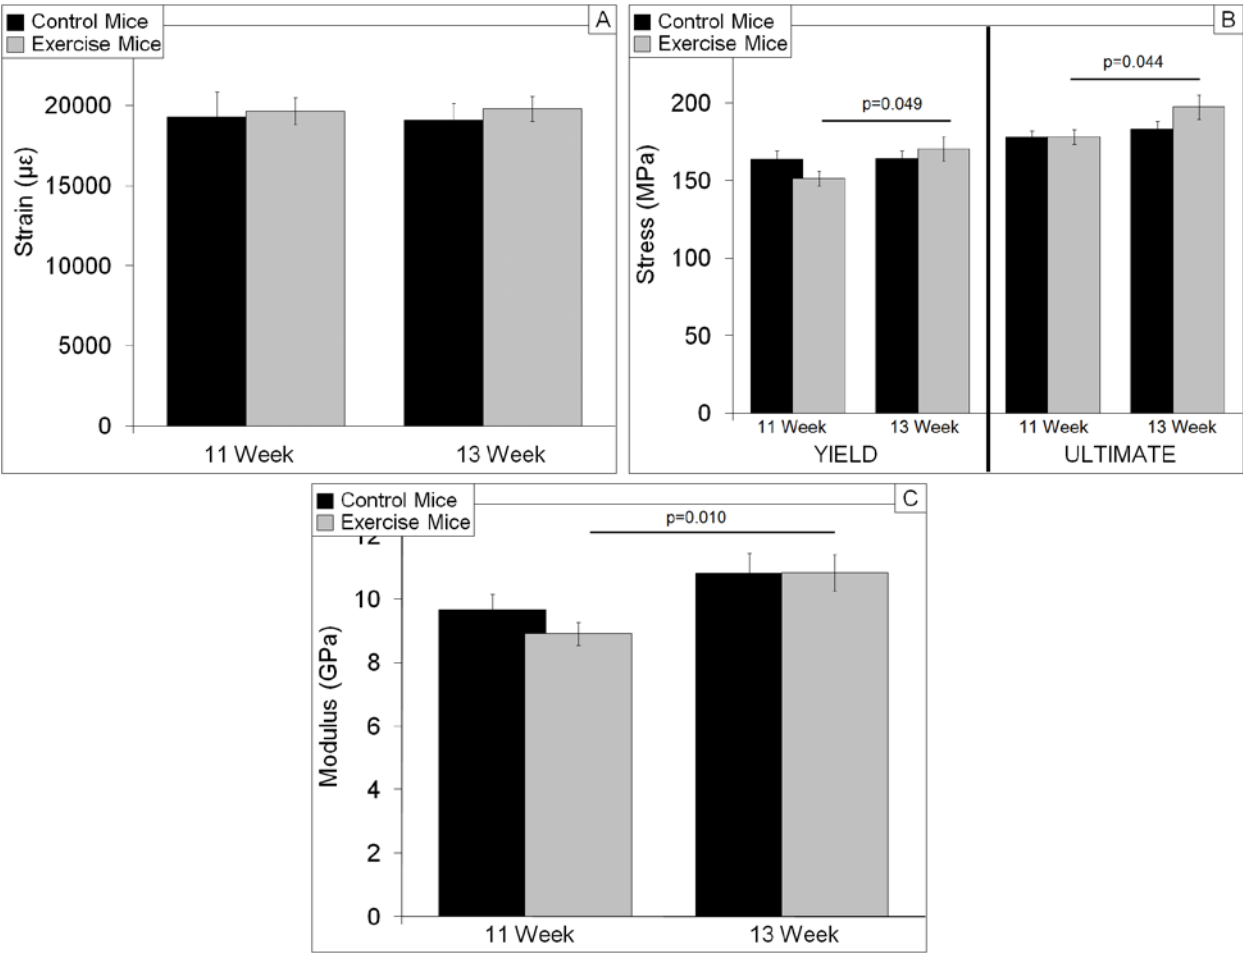 Control Mice
Exercise Mice
A
Strain (µε)
20000
15000
10000
5000
0
11 Week
13 Week
Control Mice
Exercise Mice
B
p=0.044
p=0.049
Stress (MPa)
200
150
100
50
0
11 Week
13 Week
11 Week
13 Week
YIELD
ULTIMATE
Control Mice
Exercise Mice
C
p=0.010
Modulus (GPa)
12
10
8
6
4
2
0
11 Week
13 Week